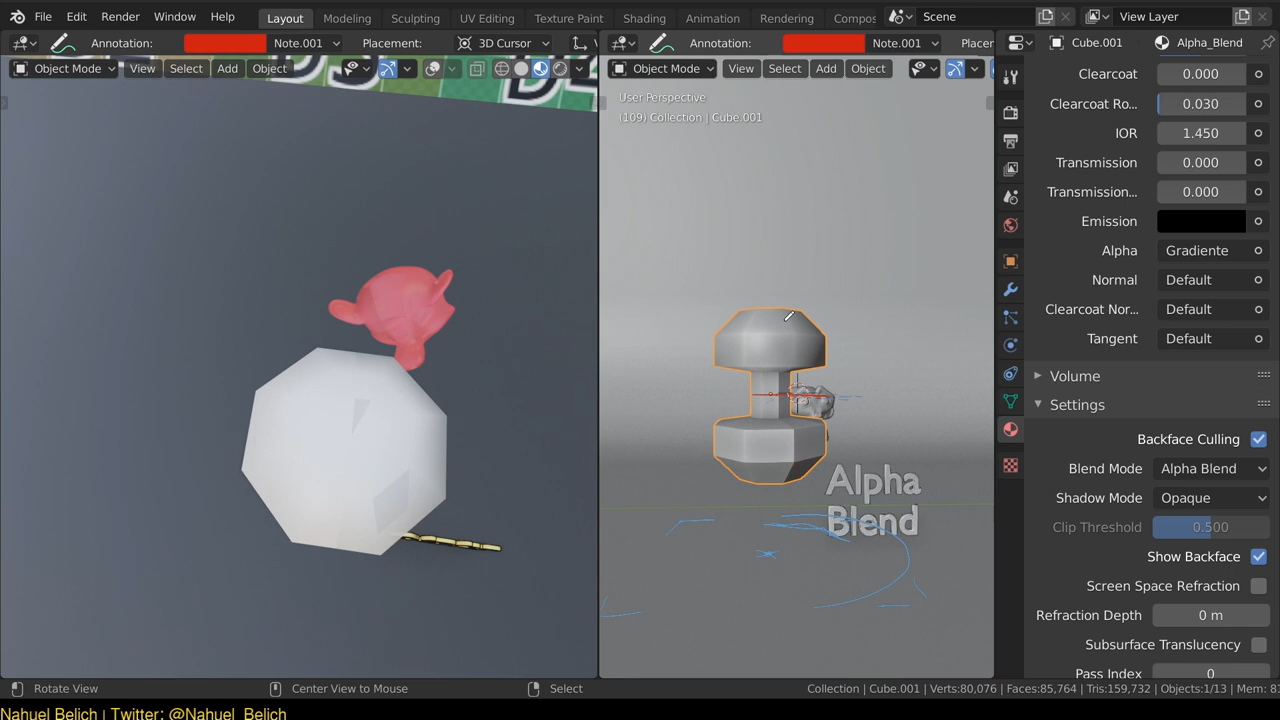 File Edit Render Window Help Layout Modeling Sculpting UV Editing Texture Paint Shading Animation Rendering Compos Scene View Layer
Annotation: Note.001 Placement: 3D Cursor
Annotation: Note.001 Placer
Cube.001 Alpha_Blend
Object Mode View Select Add Object
Object Mode View Select Add Object
User Perspective
(109) Collection | Cube.001
Alpha
Blend
Clearcoat 0.000
Clearcoat Ro... 0.030
IOR 1.450
Transmission 0.000
Transmission... 0.000
Emission
Alpha Gradiente
Normal Default
Clearcoat Nor... Default
Tangent Default
Volume
Settings
Backface Culling
Blend Mode Alpha Blend
Shadow Mode Opaque
Clip Threshold 0.500
Show Backface
Screen Space Refraction
Refraction Depth 0 m
Subsurface Translucency
Pass Index 0
Rotate View Center View to Mouse Select Collection | Cube.001 | Verts:80,076 | Faces:85,764 | Tris:159,732 | Objects:1/13 | Mem: 8
Nahuel Belich | Twitter: @Nahuel_Belich